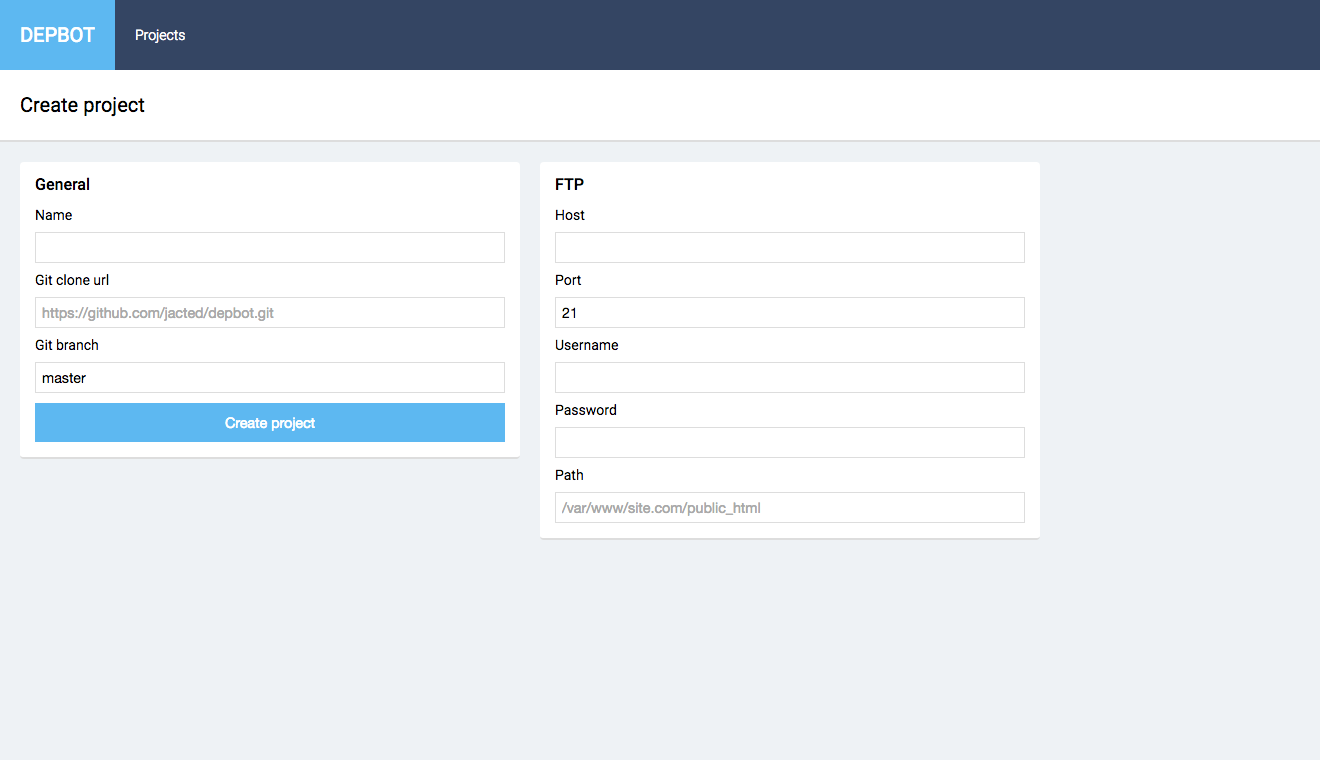 DEPBOT
Projects
Create project
General
Name
Git clone url
https://github.com/jacted/depbot.git
Git branch
master
Create project
FTP
Host
Port
21
Username
Password
Path
/var/www/site.com/public_html